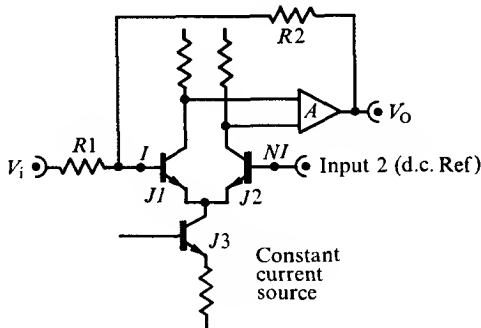 R2
A
Vo
Vi
R1
I
NI
Input 2 (d.c. Ref)
J1
J2
J3
Constant
current
source